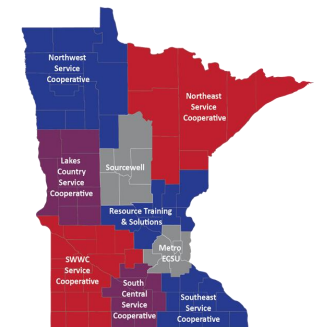 Northwest
Service
Cooperative
Northeast
Service
Cooperative
Lakes
Country
Service
Cooperative
Sourcewell
Resource Training
& Solutions
Metro
ECSU
SWWC
Service
Cooperative
South
Central
Service
Cooperative
Southeast
Service
Cooperative